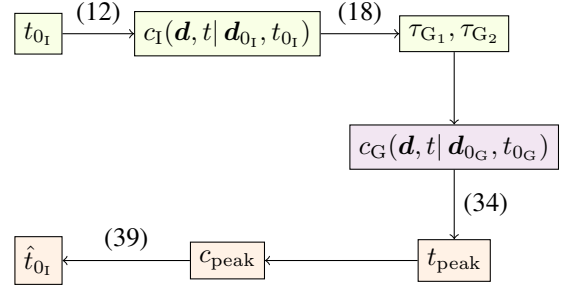 (12) (18)
t_{0_I} c_I(d, t| d_{0_I}, t_{0_I}) τ_{G_1}, τ_{G_2}
c_G(d, t| d_{0_G}, t_{0_G})
(34)
(39)
t̂_{0_I} c_peak t_peak